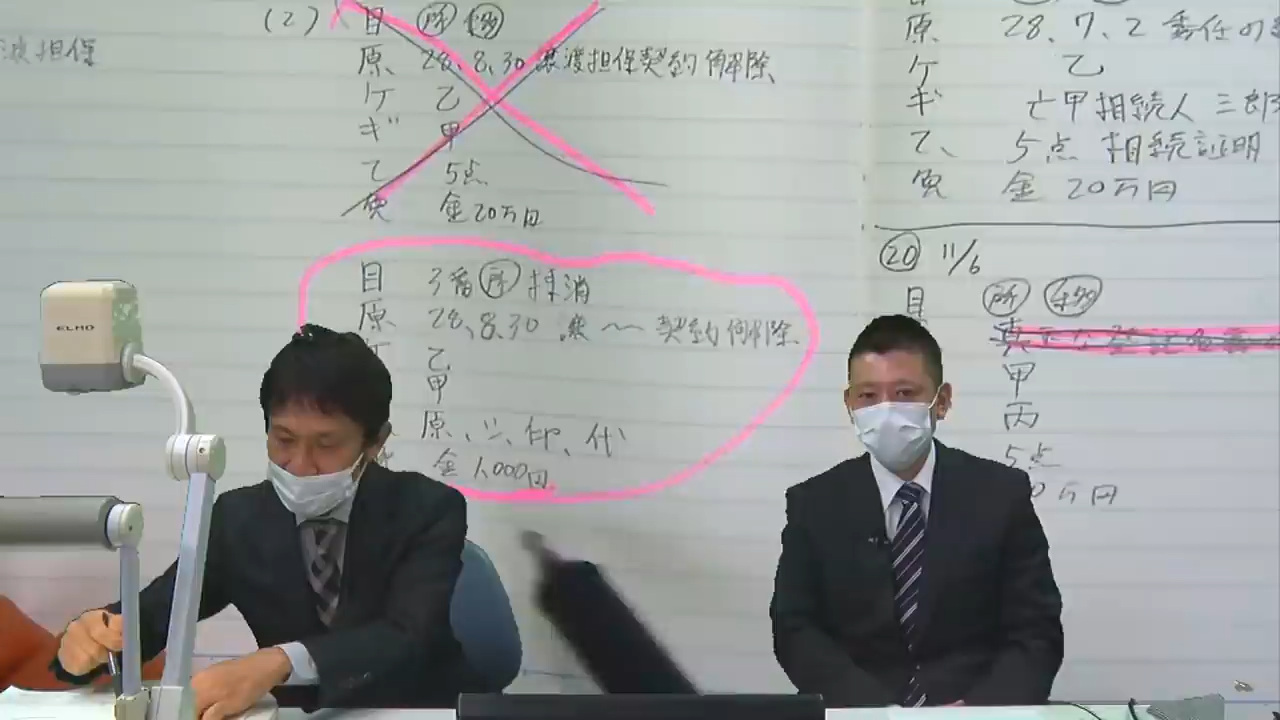 渡担保
(2) 目 所 移
原 28、8、30 譲渡担保契約解除
ケ 乙
ギ 甲
乙 5点
免 金20万円
目 3番所抹消
原 28、8、30 譲〜契約解除
乙
甲
原、〃、印、代
金1,000円
原 28、7、2 委任の
ケ 乙
ギ 亡甲相続人 三郎
乙、5点 相続証明
免 金20万円
⑳ 11/6
目 所 移
甲
丙
5点
万円
ELMO